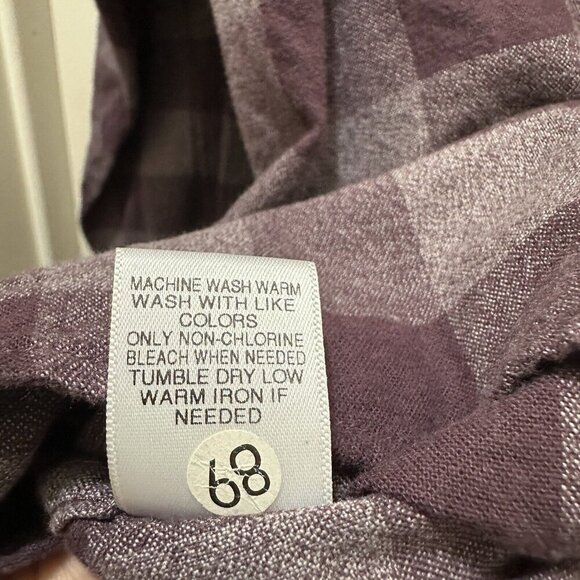 MACHINE WASH WARM
WASH WITH LIKE
COLORS
ONLY NON-CHLORINE
BLEACH WHEN NEEDED
TUMBLE DRY LOW
WARM IRON IF
NEEDED
68